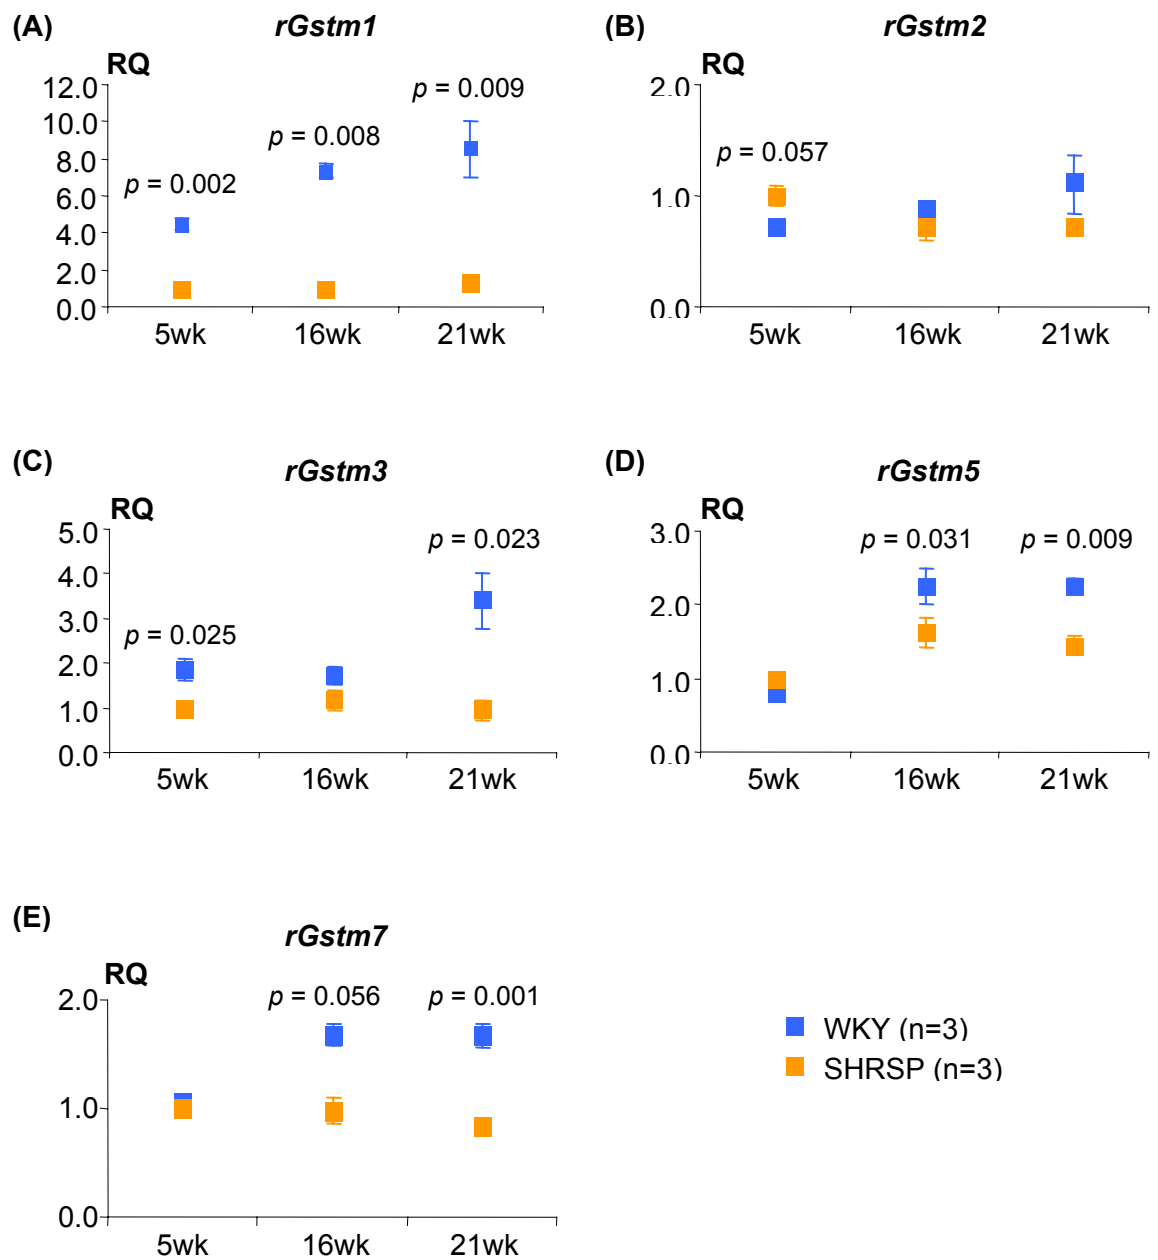 (A) rGstm1
RQ
12.0
10.0
8.0
6.0
4.0
2.0
0.0
p = 0.002
p = 0.008
p = 0.009
5wk 16wk 21wk
(B) rGstm2
RQ
2.0
1.0
0.0
p = 0.057
5wk 16wk 21wk
(C) rGstm3
RQ
5.0
4.0
3.0
2.0
1.0
0.0
p = 0.025
p = 0.023
5wk 16wk 21wk
(D) rGstm5
RQ
3.0
2.0
1.0
0.0
p = 0.031 p = 0.009
5wk 16wk 21wk
(E) rGstm7
RQ
2.0
1.0
0.0
p = 0.056 p = 0.001
5wk 16wk 21wk
WKY (n=3)
SHRSP (n=3)